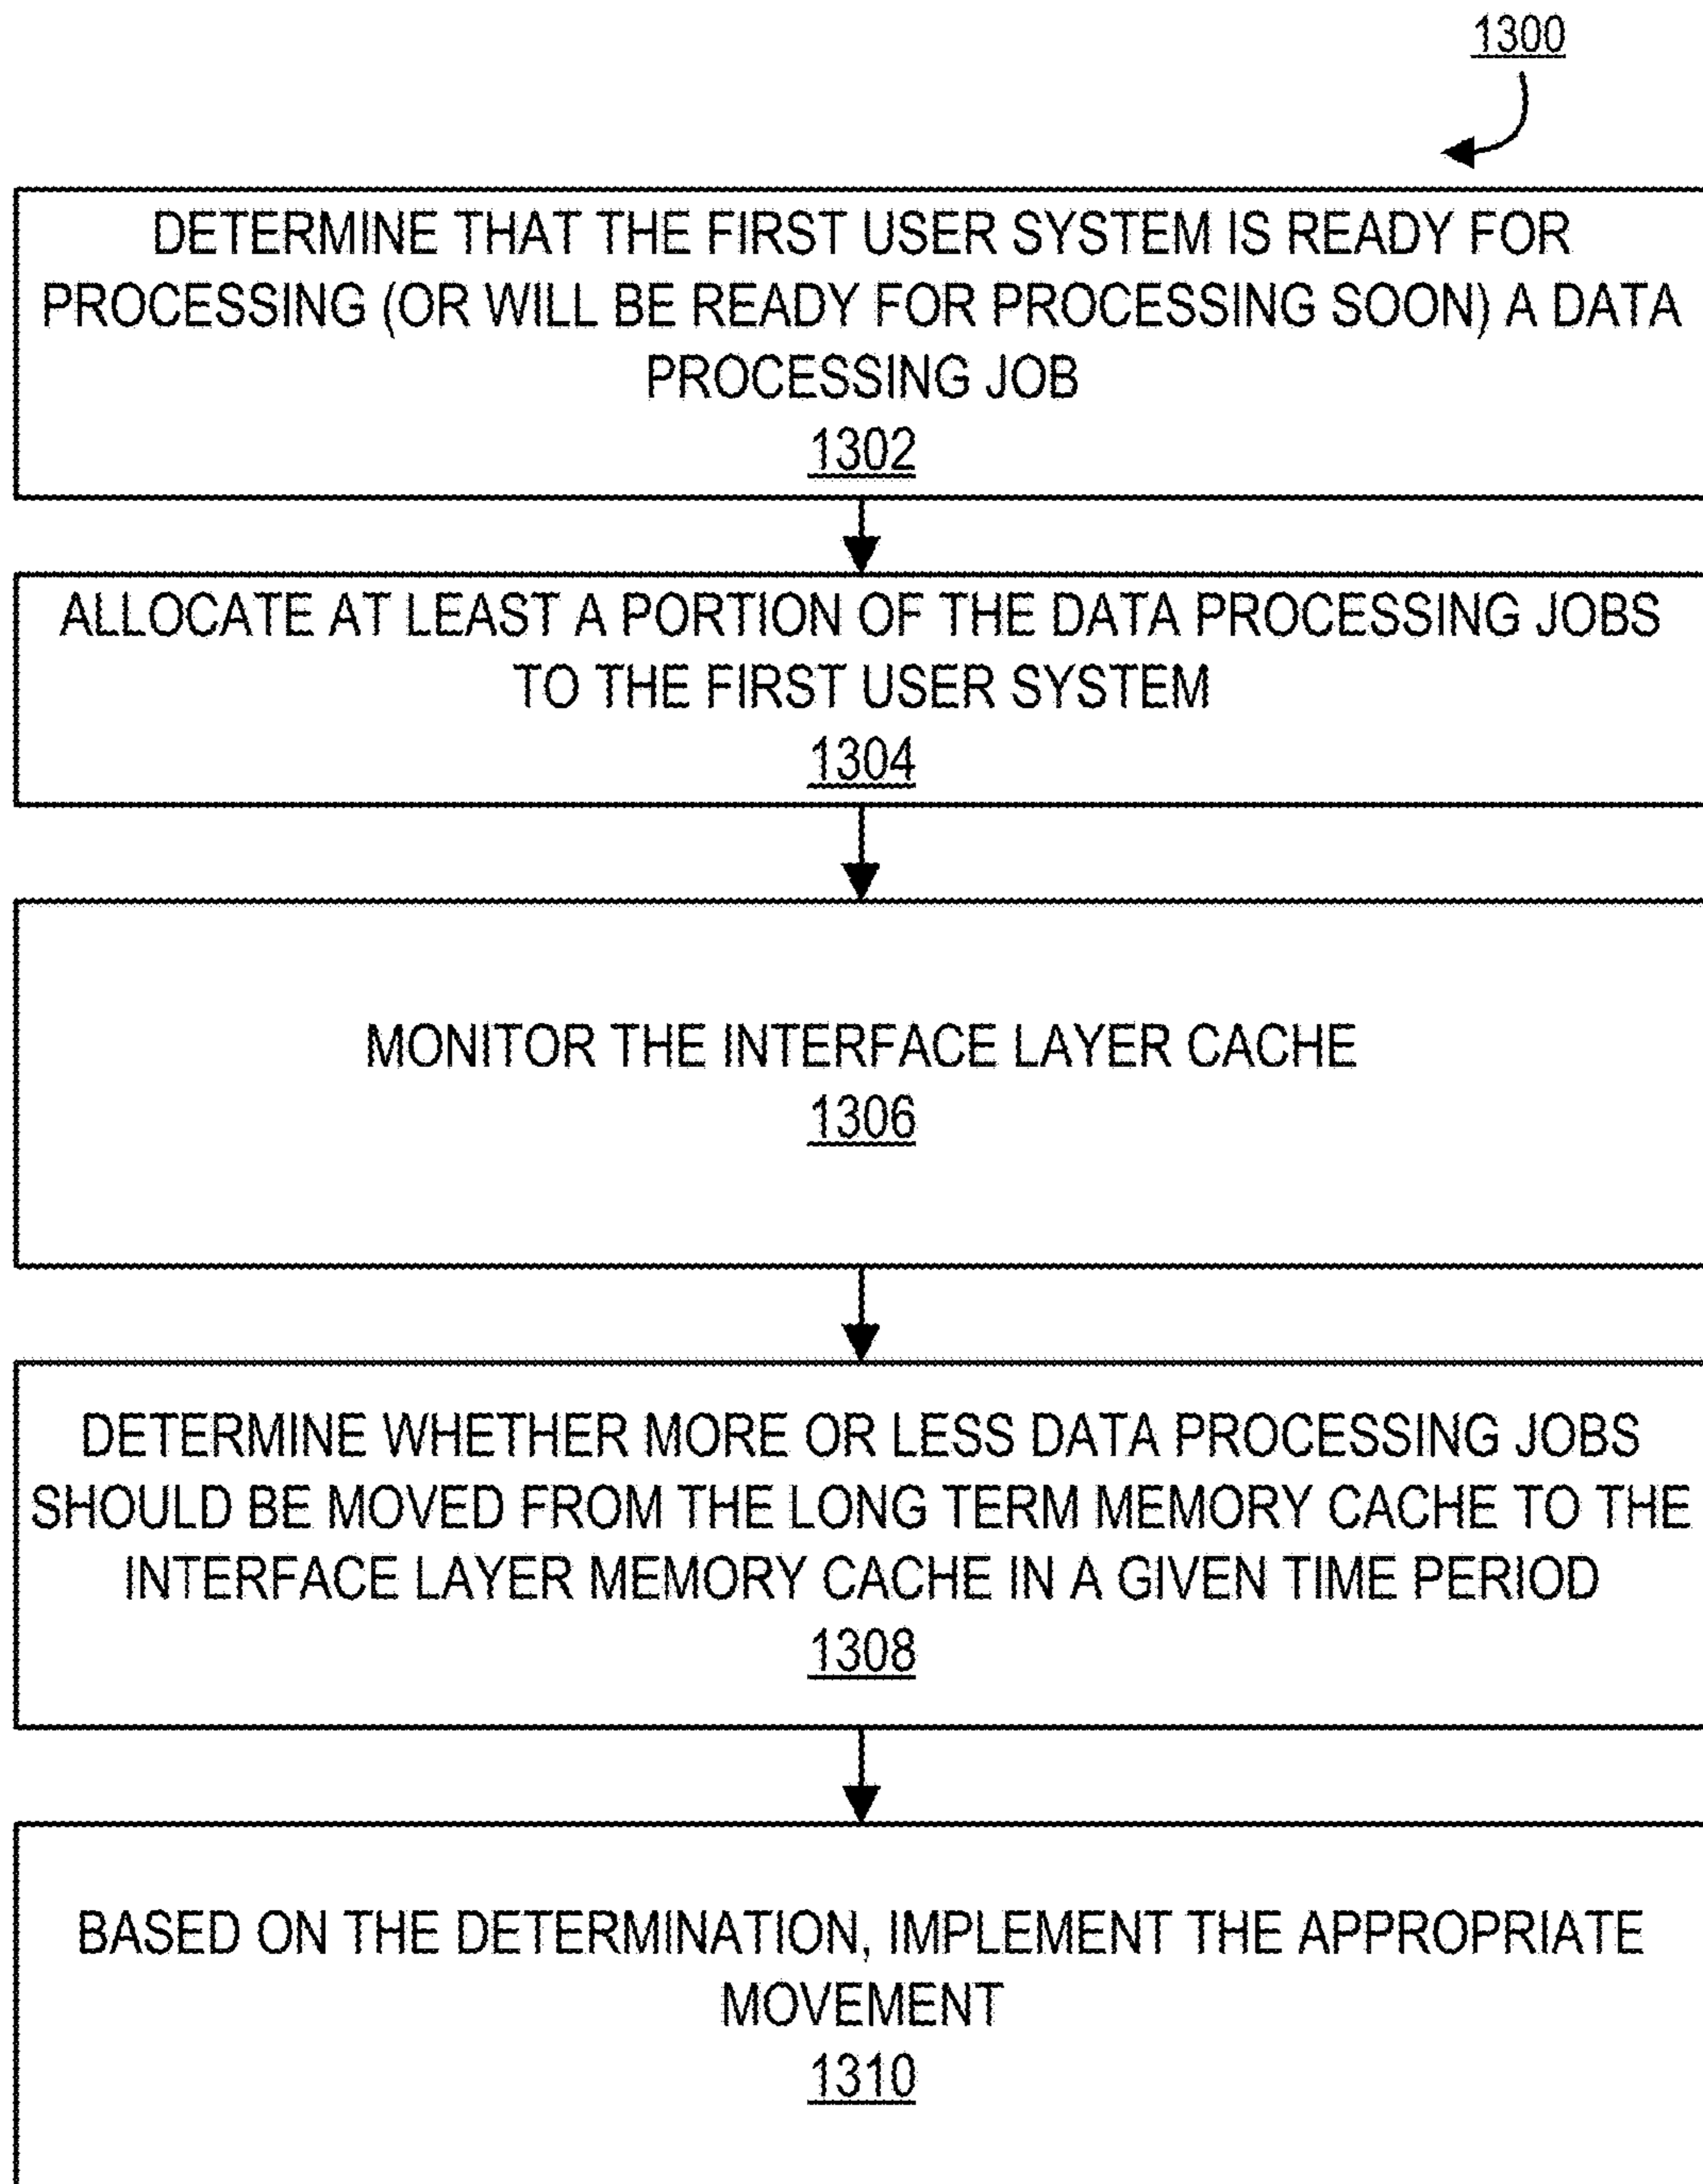 1300
DETERMINE THAT THE FIRST USER SYSTEM IS READY FOR
PROCESSING (OR WILL BE READY FOR PROCESSING SOON) A DATA
PROCESSING JOB
1302
ALLOCATE AT LEAST A PORTION OF THE DATA PROCESSING JOBS
TO THE FIRST USER SYSTEM
1304
MONITOR THE INTERFACE LAYER CACHE
1306
DETERMINE WHETHER MORE OR LESS DATA PROCESSING JOBS
SHOULD BE MOVED FROM THE LONG TERM MEMORY CACHE TO THE
INTERFACE LAYER MEMORY CACHE IN A GIVEN TIME PERIOD
1308
BASED ON THE DETERMINATION, IMPLEMENT THE APPROPRIATE
MOVEMENT
1310